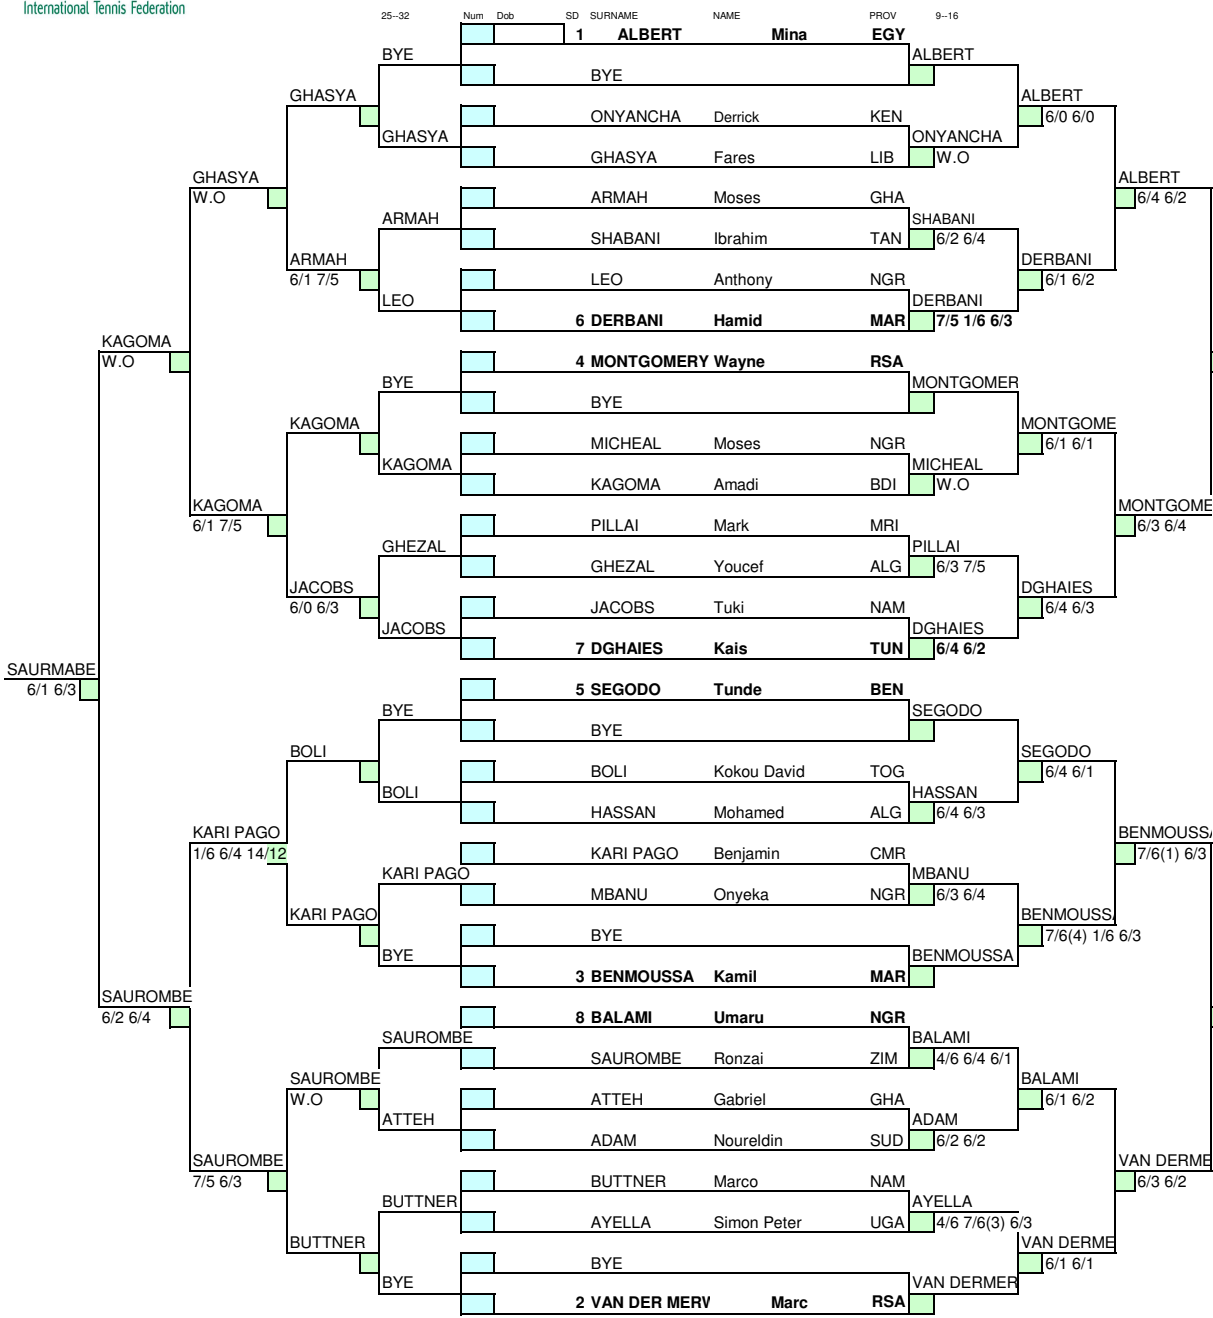 International Tennis Federation
25--32 Num Dob SD SURNAME NAME PROV 9--16
1 ALBERT Mina EGY
BYE ALBERT
BYE
GHASYA ALBERT
ONYANCHA Derrick KEN 6/0 6/0
GHASYA ONYANCHA
GHASYA Fares LIB W.O
GHASYA ALBERT
W.O ARMAH Moses GHA 6/4 6/2
ARMAH SHABANI
SHABANI Ibrahim TAN 6/2 6/4
ARMAH DERBANI
6/1 7/5 LEO Anthony NGR 6/1 6/2
LEO DERBANI
6 DERBANI Hamid MAR 7/5 1/6 6/3
KAGOMA
W.O 4 MONTGOMERY Wayne RSA
BYE MONTGOMER
BYE
KAGOMA MONTGOME
MICHEAL Moses NGR 6/1 6/1
KAGOMA MICHEAL
KAGOMA Amadi BDI W.O
KAGOMA MONTGOME
6/1 7/5 PILLAI Mark MRI 6/3 6/4
GHEZAL PILLAI
GHEZAL Youcef ALG 6/3 7/5
JACOBS DGHAIES
6/0 6/3 JACOBS Tuki NAM 6/4 6/3
JACOBS DGHAIES
7 DGHAIES Kais TUN 6/4 6/2
SAURMABE
6/1 6/3 5 SEGODO Tunde BEN
BYE SEGODO
BYE
BOLI SEGODO
BOLI Kokou David TOG 6/4 6/1
BOLI HASSAN
HASSAN Mohamed ALG 6/4 6/3
KARI PAGO BENMOUSSA
1/6 6/4 14/12 KARI PAGO Benjamin CMR 7/6(1) 6/3
KARI PAGO MBANU
MBANU Onyeka NGR 6/3 6/4
KARI PAGO BENMOUSSA
BYE 7/6(4) 1/6 6/3
BYE BENMOUSSA
3 BENMOUSSA Kamil MAR
SAUROMBE
6/2 6/4 8 BALAMI Umaru NGR
SAUROMBE BALAMI
SAUROMBE Ronzai ZIM 4/6 6/4 6/1
SAUROMBE BALAMI
W.O ATTEH Gabriel GHA 6/1 6/2
ATTEH ADAM
ADAM Noureldin SUD 6/2 6/2
SAUROMBE VAN DERME
7/5 6/3 BUTTNER Marco NAM 6/3 6/2
BUTTNER AYELLA
AYELLA Simon Peter UGA 4/6 7/6(3) 6/3
BUTTNER VAN DERME
BYE 6/1 6/1
BYE VAN DERMER
2 VAN DER MERV Marc RSA